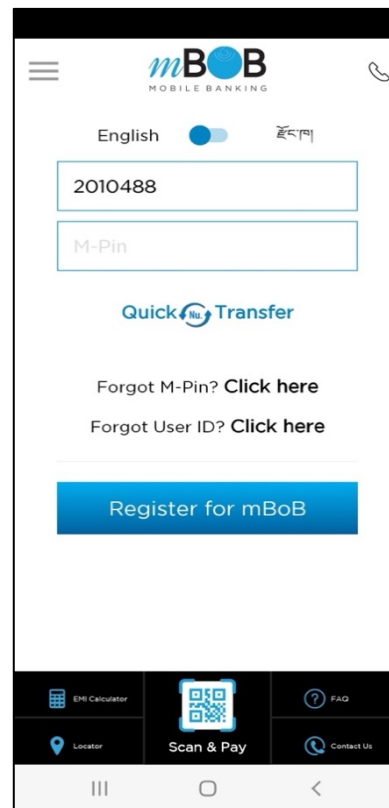 mBOB
MOBILE BANKING
English རྫོང་ཁ།
2010488
M-Pin
Quick Nu. Transfer
Forgot M-Pin? Click here
Forgot User ID? Click here
Register for mBoB
EMI Calculator
? FAQ
Locator
Scan & Pay
Contact Us